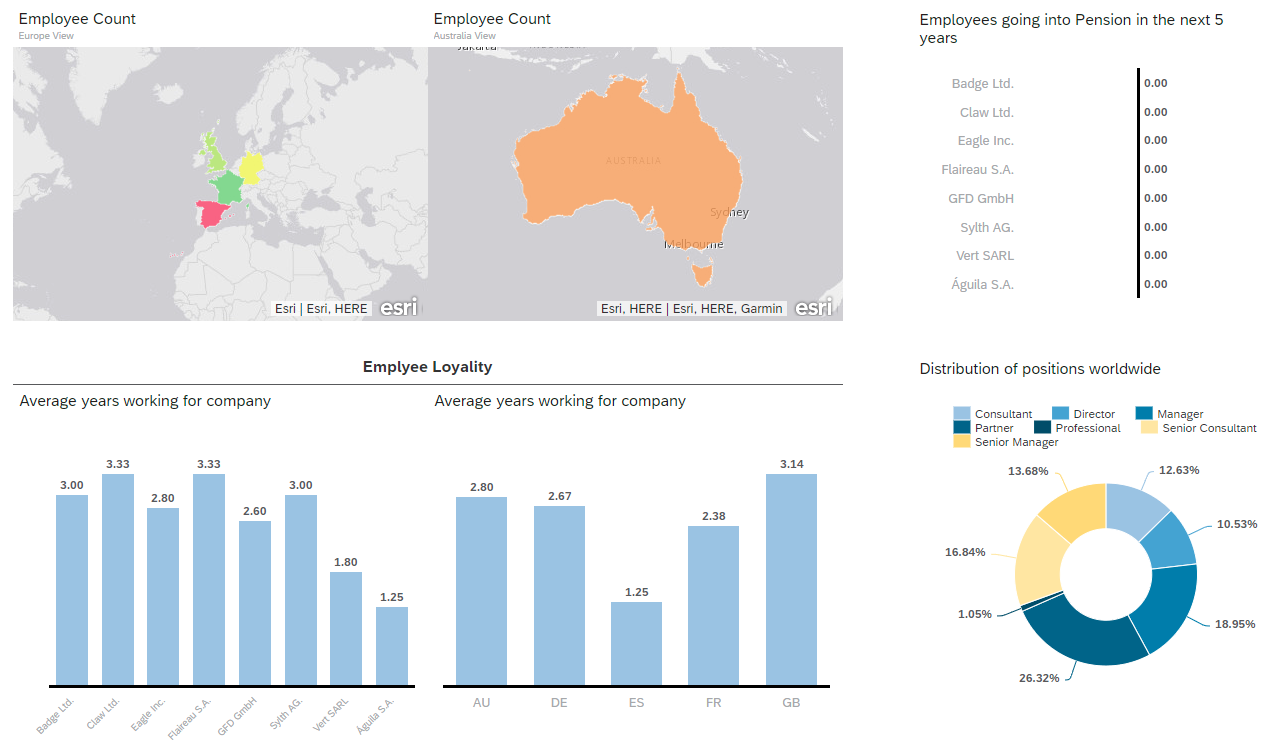 Employee Count
Europe View
Esri | Esri, HERE
esri
Employee Count
Australia View
Jakarta
AUSTRALIA
Sydney
Melbourne
Esri, HERE | Esri, HERE, Garmin
esri
Employees going into Pension in the next 5
years
Badge Ltd. 0.00
Claw Ltd. 0.00
Eagle Inc. 0.00
Flaireau S.A. 0.00
GFD GmbH 0.00
Sylth AG. 0.00
Vert SARL 0.00
Águila S.A. 0.00
Emplyee Loyality
Average years working for company
3.00 3.33 2.80 3.33 2.60 3.00 1.80 1.25
Badge Ltd. Claw Ltd. Eagle Inc. Flaireau S.A. GFD GmbH Sylth AG. Vert SARL Águila S.A.
Average years working for company
2.80 2.67 1.25 2.38 3.14
AU DE ES FR GB
Distribution of positions worldwide
Consultant Director Manager
Partner Professional Senior Consultant
Senior Manager
13.68% 12.63%
10.53%
16.84%
1.05%
18.95%
26.32%